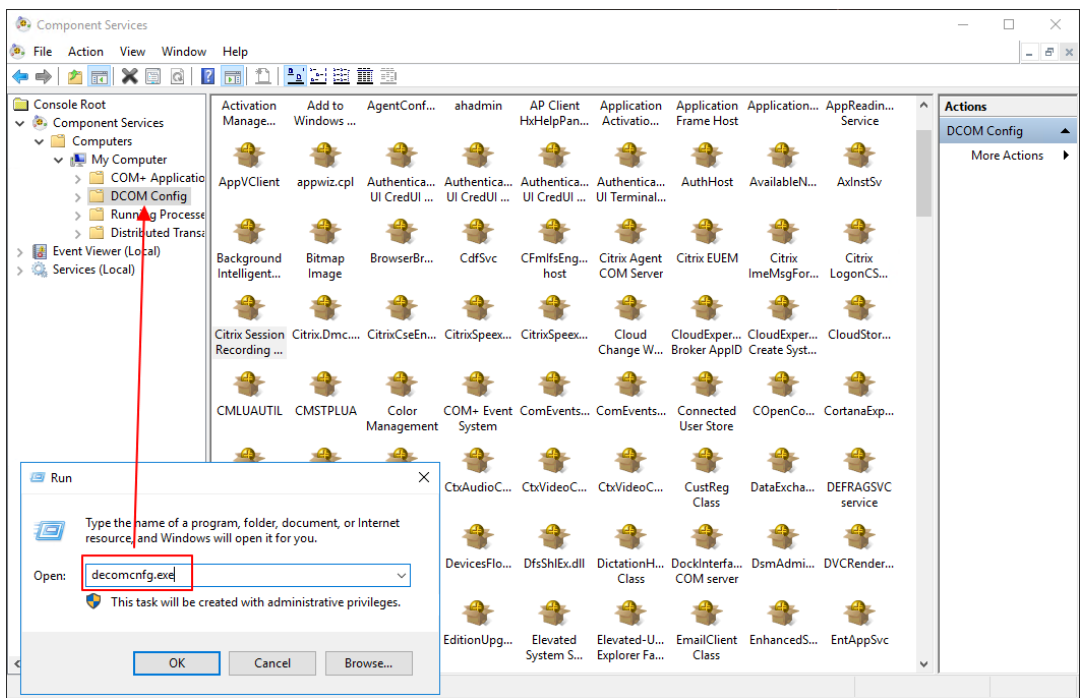 Component Services
File Action View Window Help
Console Root
Component Services
Computers
My Computer
COM+ Applicatio
DCOM Config
Running Processe
Distributed Transa
Event Viewer (Local)
Services (Local)
Activation Add to AgentConf... ahadmin AP Client Application Application Application... AppReadin...
Manage... Windows ... HxHelpPan... Activatio... Frame Host Service
AppVClient appwiz.cpl Authentica... Authentica... Authentica... Authentica... AuthHost AvailableN... AxInstSv
UI CredUI ... UI CredUI ... UI CredUI ... UI Terminal...
Background Bitmap BrowserBr... CdfSvc CFmIfsEng... Citrix Agent Citrix EUEM Citrix Citrix
Intelligent... Image host COM Server ImeMsgFor... LogonCS...
Citrix Session Citrix.Dmc.... CitrixCseEn... CitrixSpeex... CitrixSpeex... Cloud CloudExper... CloudExper... CloudStor...
Recording ... Change W... Broker AppID Create Syst...
CMLUAUTIL CMSTPLUA Color COM+ Event ComEvents... ComEvents... Connected COpenCo... CortanaExp...
Management System User Store
CtxAudioC... CtxVideoC... CtxVideoC... CustReg DataExcha... DEFRAGSVC
Class service
DevicesFlo... DfsShlEx.dll DictationH... DockInterfa... DsmAdmi... DVCRender...
Class COM server
EditionUpg... Elevated Elevated-U... EmailClient EnhancedS... EntAppSvc
System S... Explorer Fa... Class
Actions
DCOM Config
More Actions
Run
Type the name of a program, folder, document, or Internet
resource, and Windows will open it for you.
Open: decomcnfg.exe
This task will be created with administrative privileges.
OK Cancel Browse...